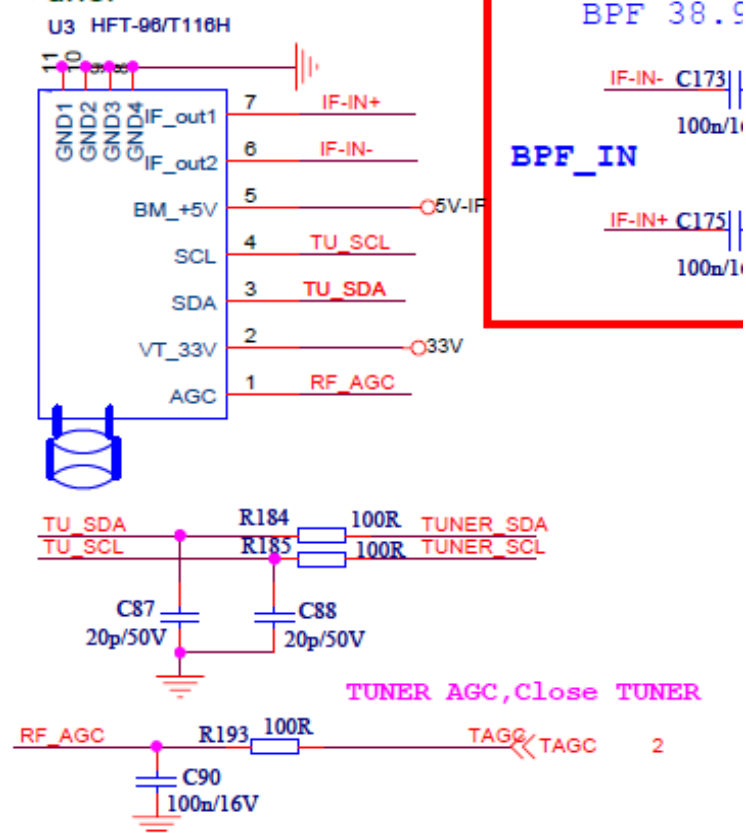 U3 HFT-96/T116H
BPF 38.9
11
10
9
8
GND1
GND2
GND3
GND4
IF_out1
7
IF-IN+
IF_out2
6
IF-IN-
BM_+5V
5
5V-IF
SCL
4
TU_SCL
SDA
3
TU_SDA
VT_33V
2
33V
AGC
1
RF_AGC
IF-IN- C173
100n/16
BPF_IN
IF-IN+ C175
100n/16
TU_SDA R184 100R TUNER_SDA
TU_SCL R185 100R TUNER_SCL
C87
20p/50V
C88
20p/50V
TUNER AGC,Close TUNER
RF_AGC R193 100R TAGC TAGC 2
C90
100n/16V